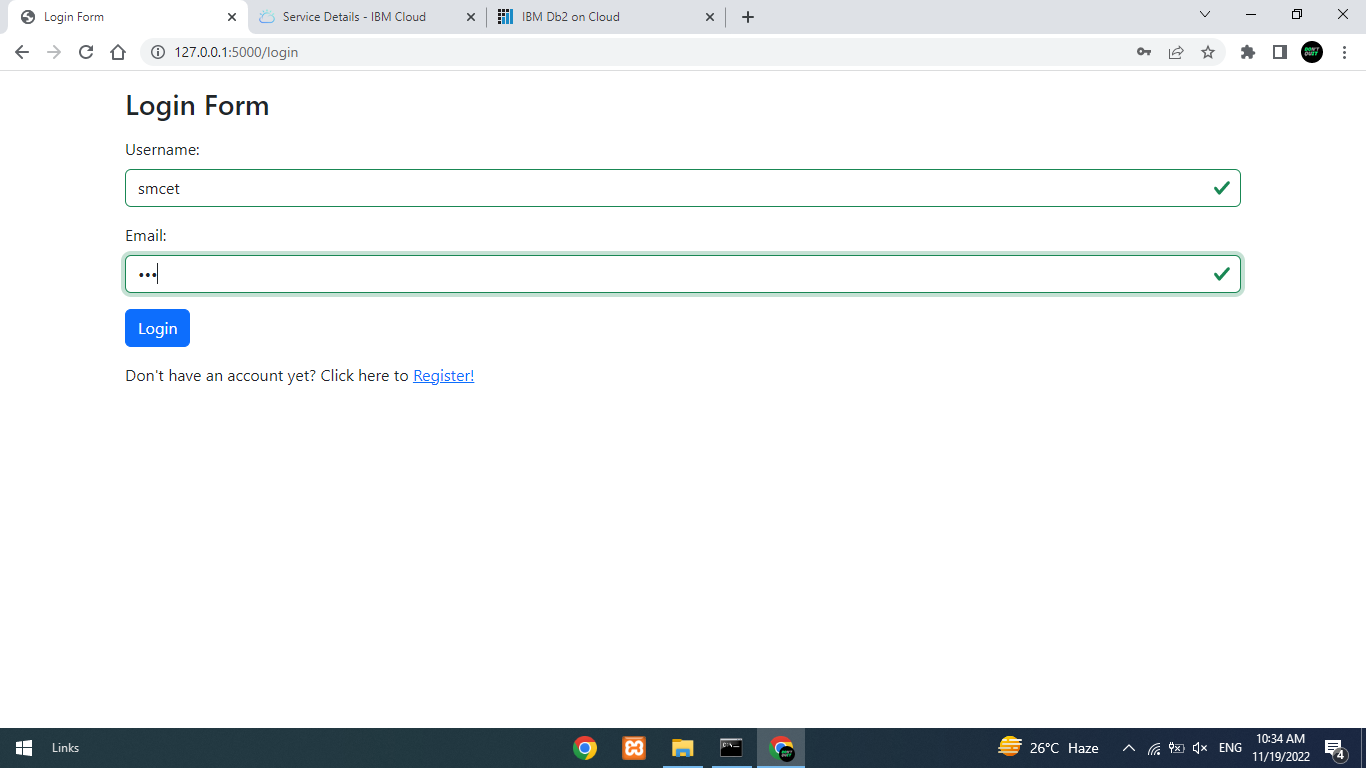 Login Form
Service Details - IBM Cloud
IBM Db2 on Cloud
127.0.0.1:5000/login
Login Form
Username:
smcet
Email:
•••
Login
Don't have an account yet? Click here to Register!
Links
26°C Haze
ENG
10:34 AM
11/19/2022
4